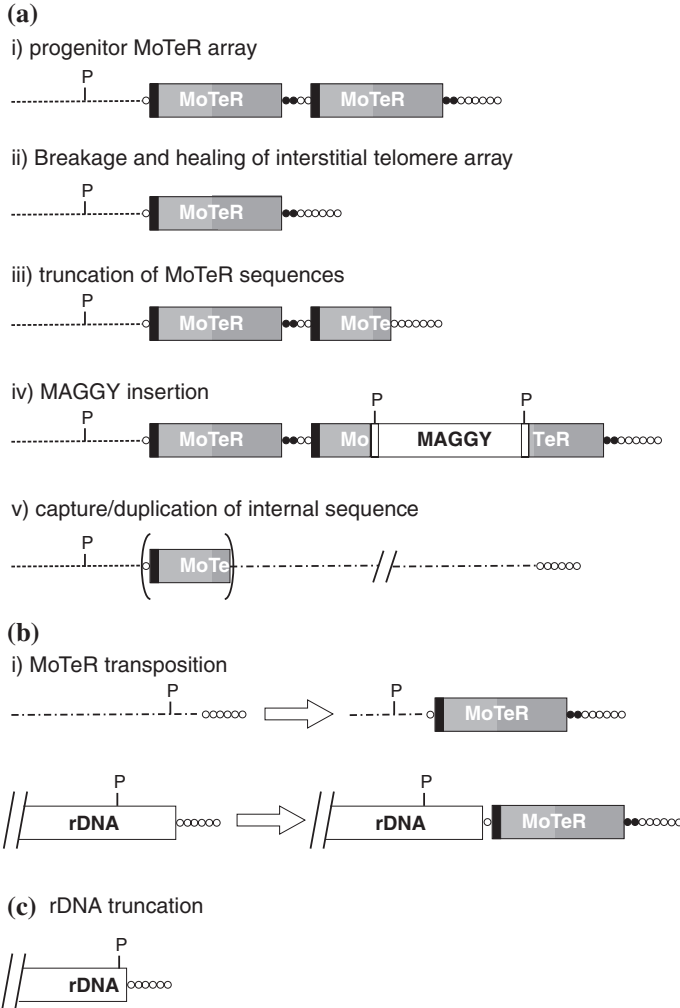 (a)
i) progenitor MoTeR array
P
MoTeR MoTeR
ii) Breakage and healing of interstitial telomere array
P
MoTeR
iii) truncation of MoTeR sequences
P
MoTeR MoTe
iv) MAGGY insertion
P P P
MoTeR Mo MAGGY TeR
v) capture/duplication of internal sequence
P
MoTe
(b)
i) MoTeR transposition
P P
MoTeR
P P
rDNA rDNA MoTeR
(c) rDNA truncation
P
rDNA